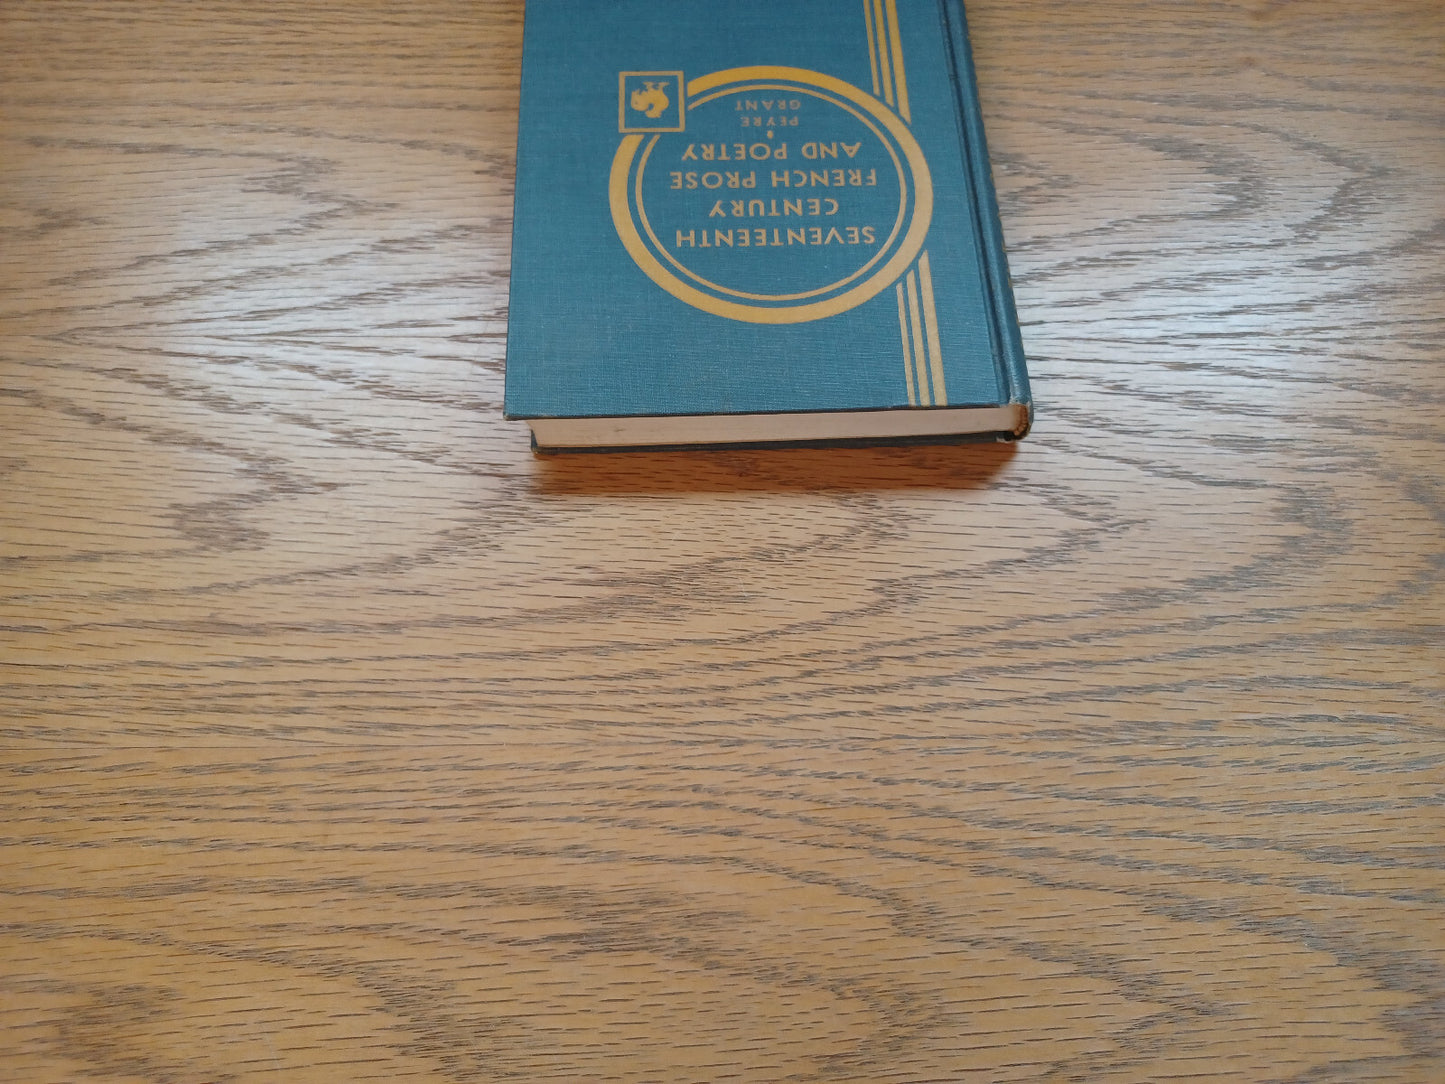 SEVENTEENTH
CENTURY
FRENCH PROSE
AND POETRY
PEYRE
GRANT